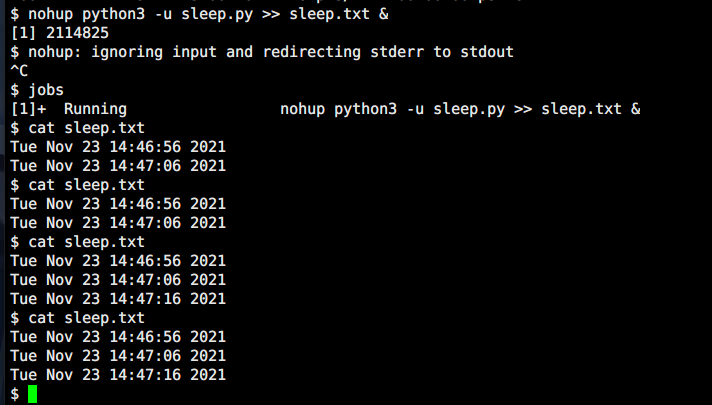 $ nohup python3 -u sleep.py >> sleep.txt &
[1] 2114825
$ nohup: ignoring input and redirecting stderr to stdout
^C
$ jobs
[1]+  Running                 nohup python3 -u sleep.py >> sleep.txt &
$ cat sleep.txt
Tue Nov 23 14:46:56 2021
Tue Nov 23 14:47:06 2021
$ cat sleep.txt
Tue Nov 23 14:46:56 2021
Tue Nov 23 14:47:06 2021
$ cat sleep.txt
Tue Nov 23 14:46:56 2021
Tue Nov 23 14:47:06 2021
Tue Nov 23 14:47:16 2021
$ cat sleep.txt
Tue Nov 23 14:46:56 2021
Tue Nov 23 14:47:06 2021
Tue Nov 23 14:47:16 2021
$